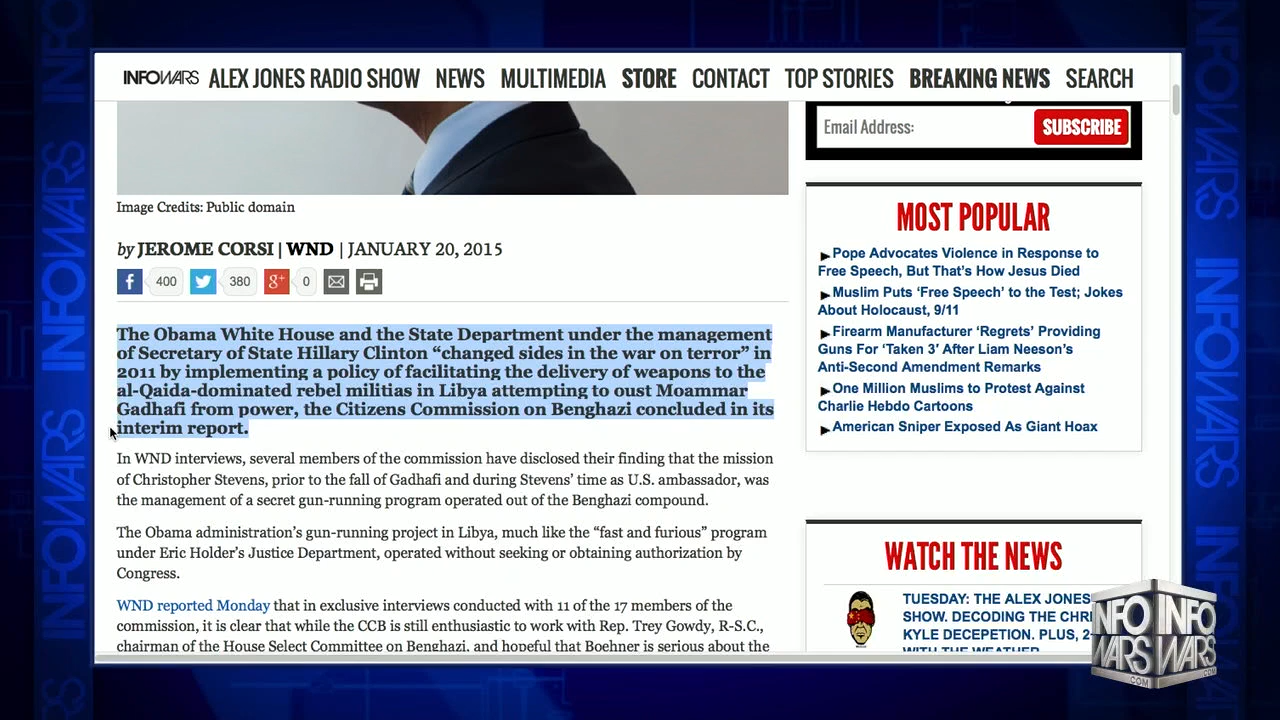 INFOWARS ALEX JONES RADIO SHOW NEWS MULTIMEDIA STORE CONTACT TOP STORIES BREAKING NEWS SEARCH
Email Address: SUBSCRIBE
Image Credits: Public domain
by JEROME CORSI | WND | JANUARY 20, 2015
400 380 g+ 0
The Obama White House and the State Department under the management
of Secretary of State Hillary Clinton “changed sides in the war on terror” in
2011 by implementing a policy of facilitating the delivery of weapons to the
al-Qaida-dominated rebel militias in Libya attempting to oust Moammar
Gadhafi from power, the Citizens Commission on Benghazi concluded in its
interim report.
In WND interviews, several members of the commission have disclosed their finding that the mission
of Christopher Stevens, prior to the fall of Gadhafi and during Stevens’ time as U.S. ambassador, was
the management of a secret gun-running program operated out of the Benghazi compound.
The Obama administration’s gun-running project in Libya, much like the “fast and furious” program
under Eric Holder’s Justice Department, operated without seeking or obtaining authorization by
Congress.
WND reported Monday that in exclusive interviews conducted with 11 of the 17 members of the
commission, it is clear that while the CCB is still enthusiastic to work with Rep. Trey Gowdy, R-S.C.,
chairman of the House Select Committee on Benghazi, and hopeful that Boehner is serious about the
MOST POPULAR
Pope Advocates Violence in Response to
Free Speech, But That’s How Jesus Died
Muslim Puts ‘Free Speech’ to the Test; Jokes
About Holocaust, 9/11
Firearm Manufacturer ‘Regrets’ Providing
Guns For ‘Taken 3’ After Liam Neeson’s
Anti-Second Amendment Remarks
One Million Muslims to Protest Against
Charlie Hebdo Cartoons
American Sniper Exposed As Giant Hoax
WATCH THE NEWS
TUESDAY: THE ALEX JONES
SHOW. DECODING THE CHRI
KYLE DECEPETION. PLUS, 2-
WITH THE WEATHER
INFO INFO
WARS WARS
.COM .COM
INFOWARS
INFOWARS
INFOWARS
INFOWARS